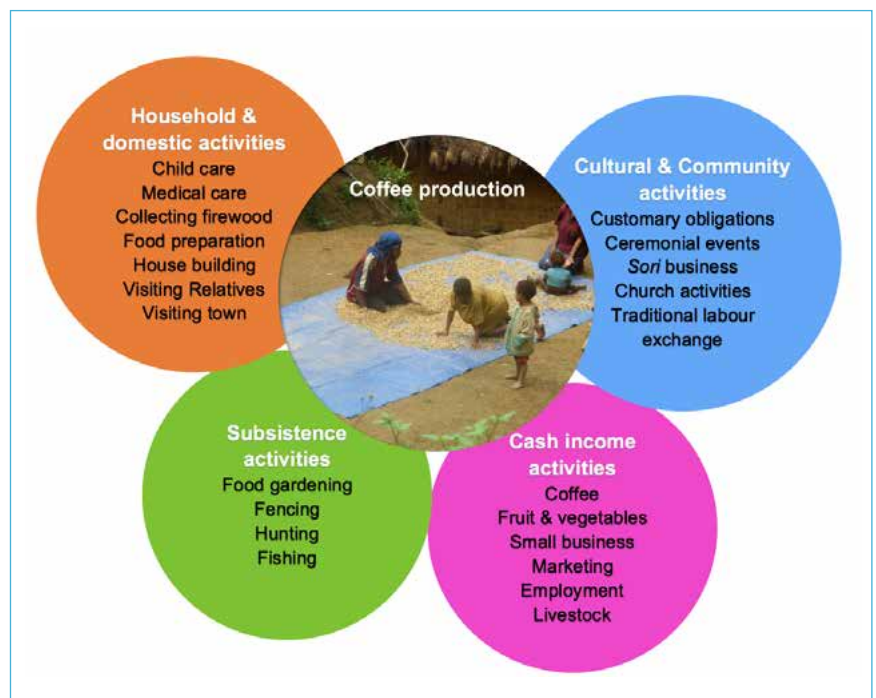 Household &
domestic activities
Child care
Medical care
Collecting firewood
Food preparation
House building
Visiting Relatives
Visiting town
Coffee production
Cultural & Community
activities
Customary obligations
Ceremonial events
Sori business
Church activities
Traditional labour
exchange
Subsistence
activities
Food gardening
Fencing
Hunting
Fishing
Cash income
activities
Coffee
Fruit & vegetables
Small business
Marketing
Employment
Livestock